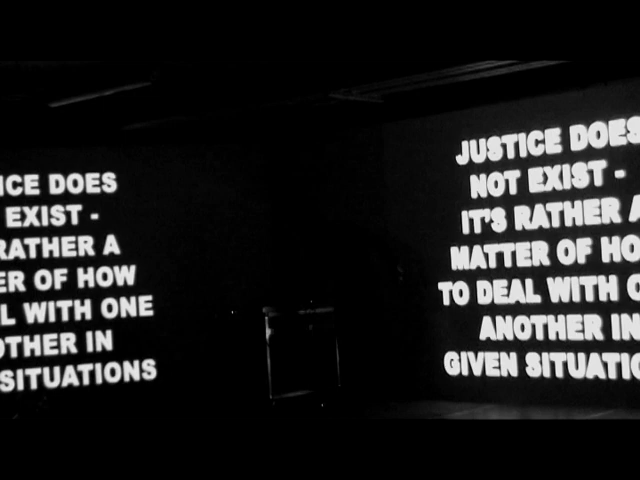 ICE DOES
EXIST -
RATHER A
ER OF HOW
L WITH ONE
OTHER IN
SITUATIONS
JUSTICE DOES
NOT EXIST -
IT'S RATHER A
MATTER OF HO
TO DEAL WITH O
ANOTHER IN
GIVEN SITUATIO